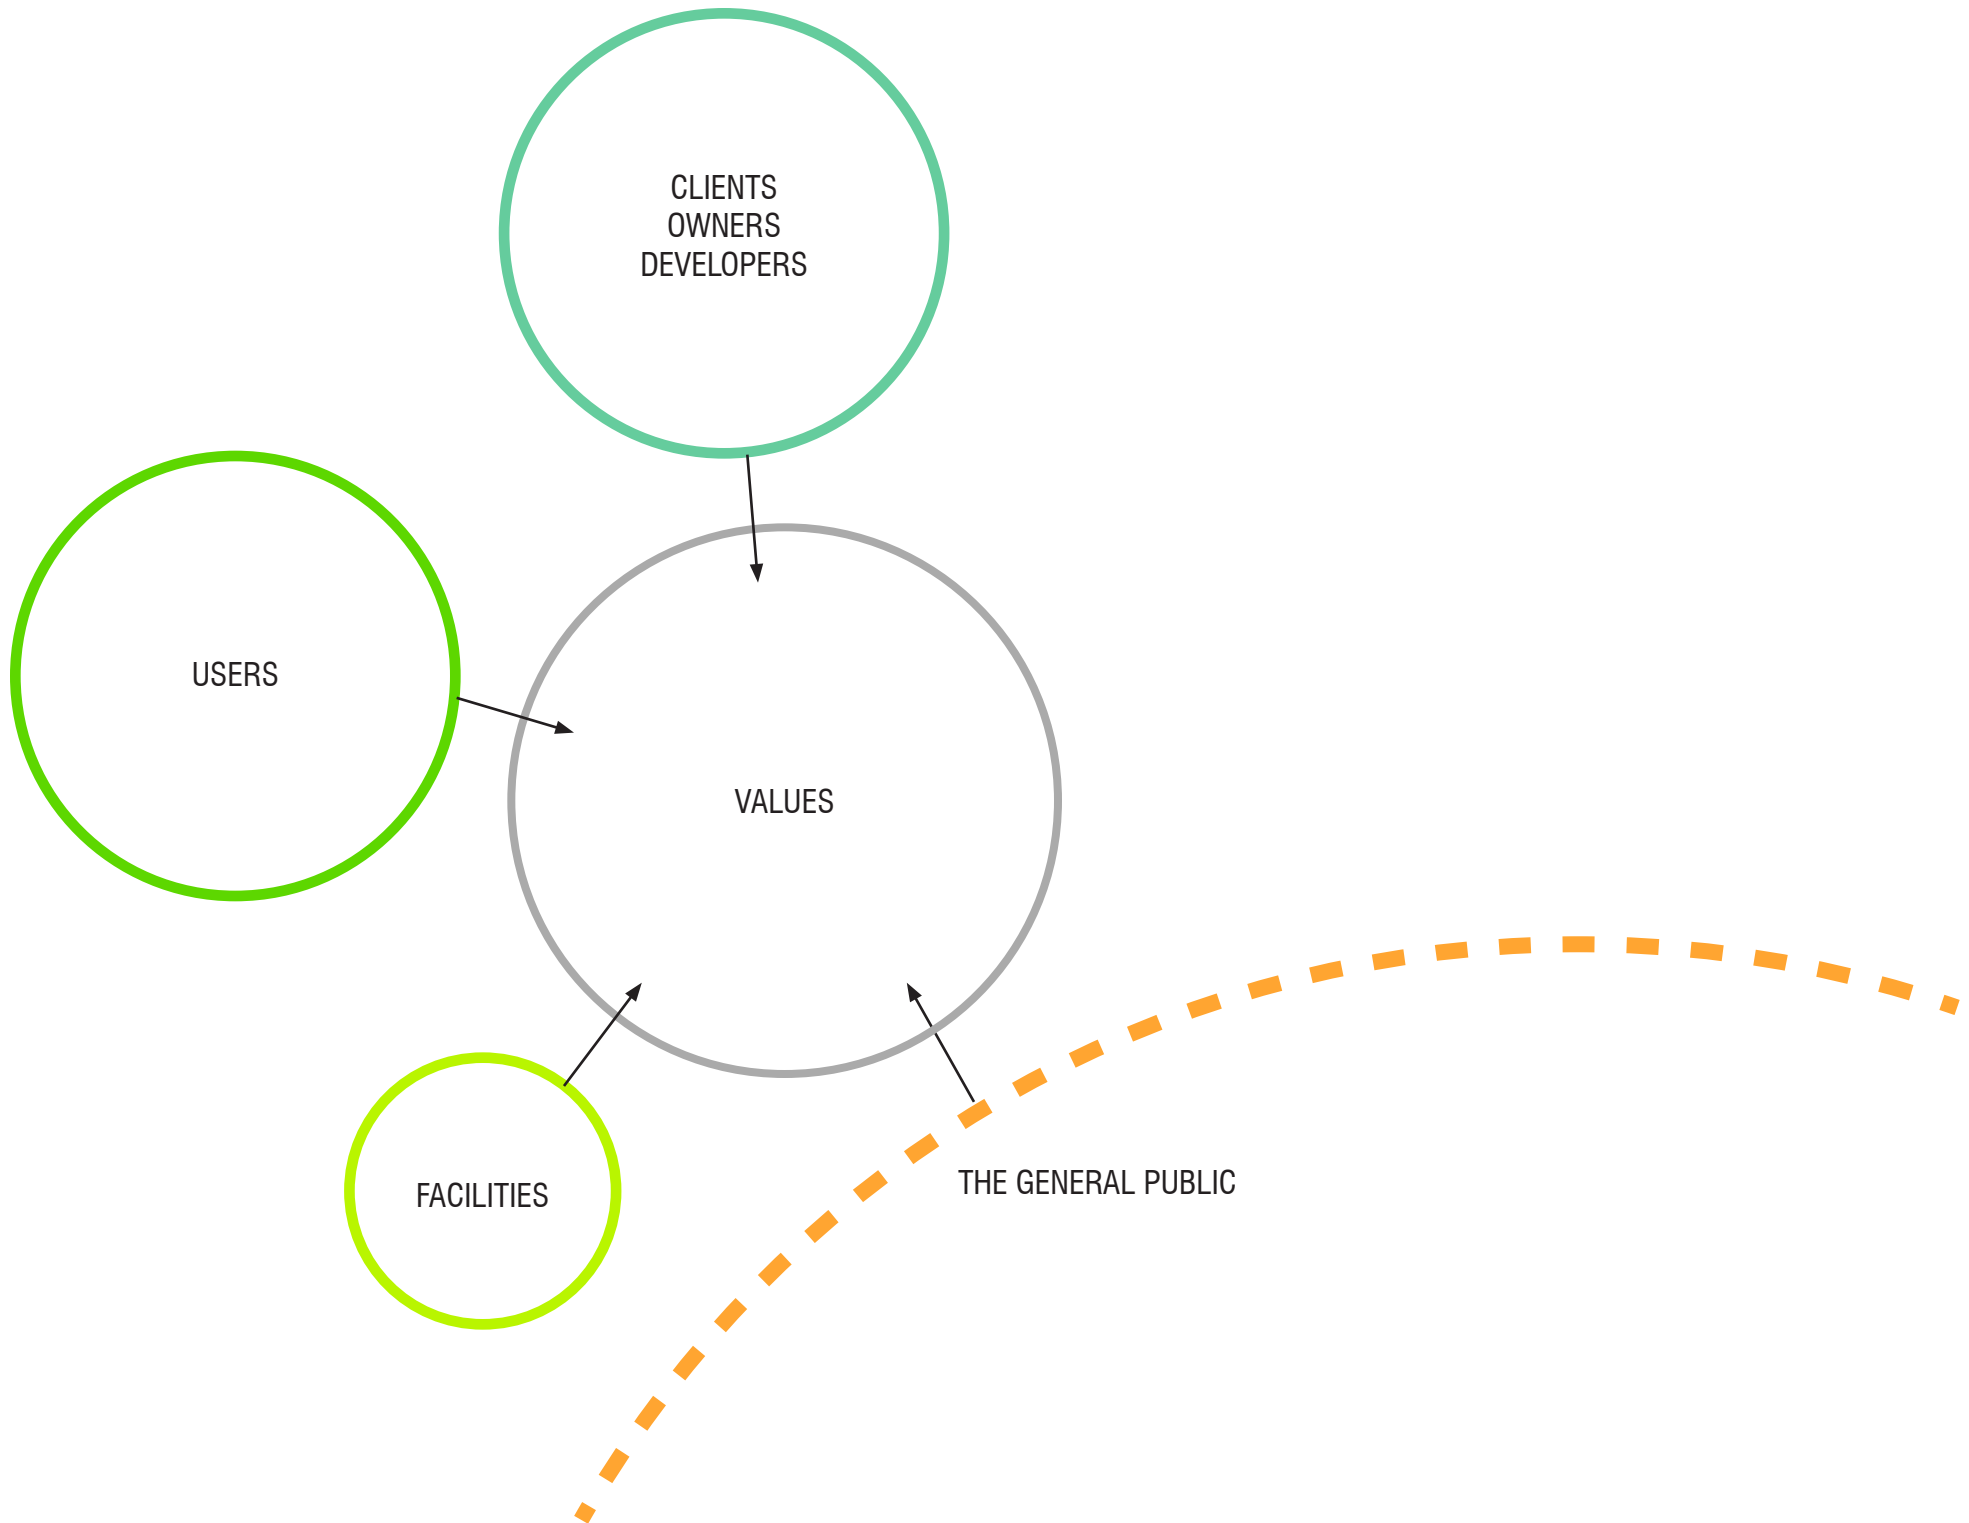 CLIENTS
OWNERS
DEVELOPERS
USERS
VALUES
FACILITIES
THE GENERAL PUBLIC